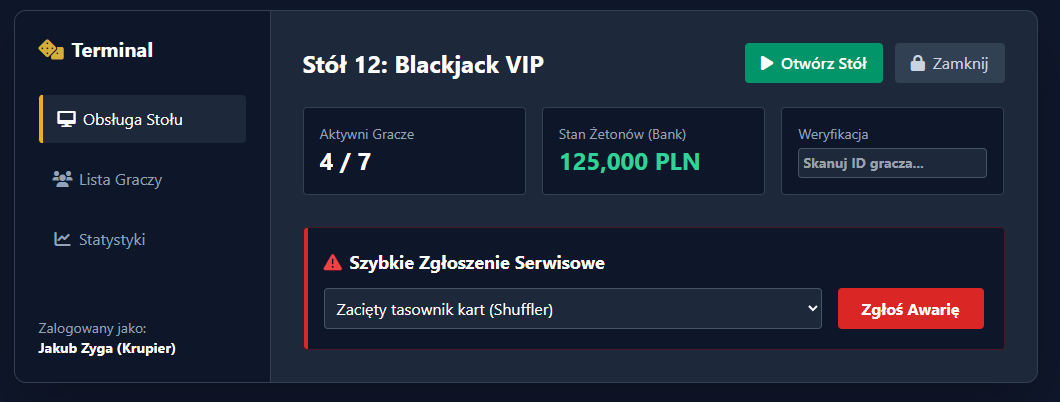 Terminal
Obsługa Stołu
Lista Graczy
Statystyki
Zalogowany jako:
Jakub Zyga (Krupier)
Stół 12: Blackjack VIP
Otwórz Stół
Zamknij
Aktywni Gracze
4 / 7
Stan Żetonów (Bank)
125,000 PLN
Weryfikacja
Skanuj ID gracza...
Szybkie Zgłoszenie Serwisowe
Zacięty tasownik kart (Shuffler)
Zgłoś Awarię